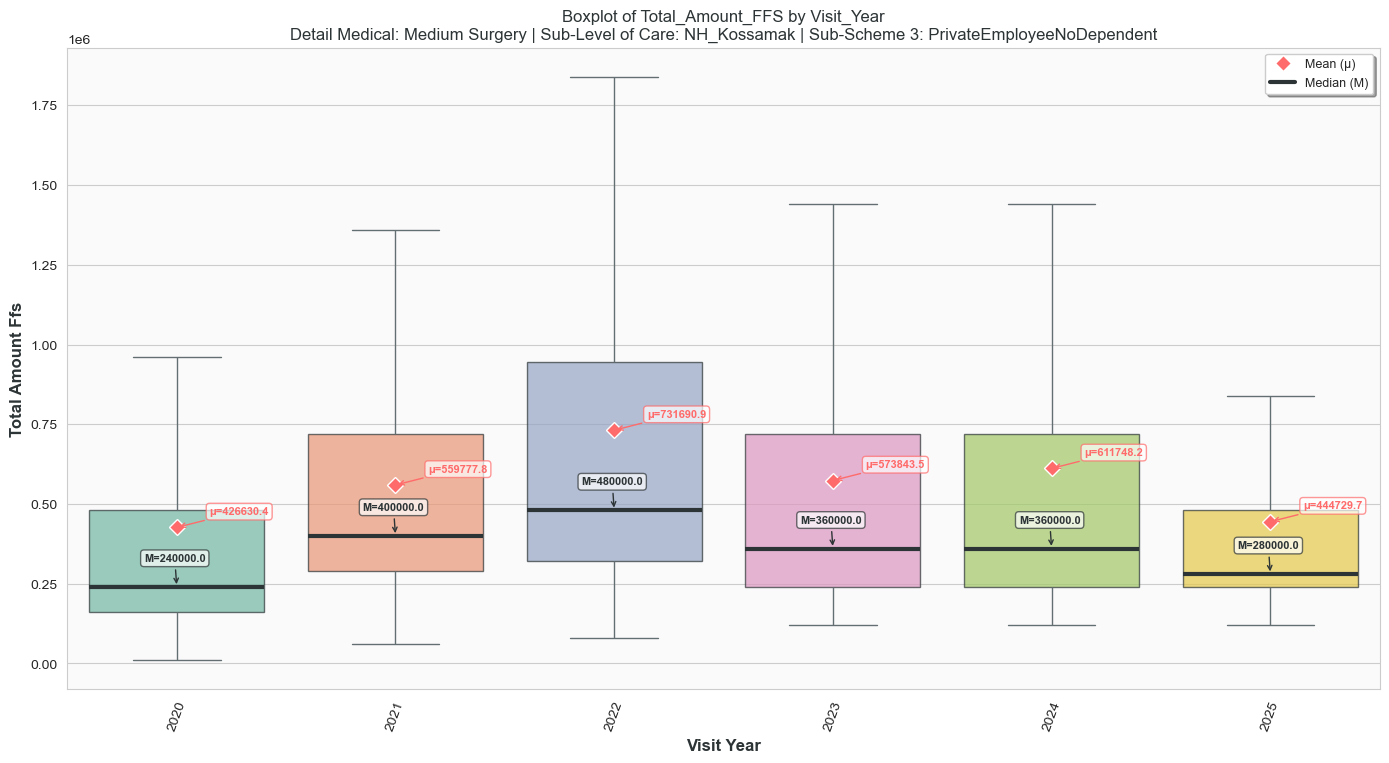 Boxplot of Total_Amount_FFS by Visit_Year
Detail Medical: Medium Surgery | Sub-Level of Care: NH_Kossamak | Sub-Scheme 3: PrivateEmployeeNoDependent
1e6
Mean (μ)
Median (M)
1.75
1.50
1.25
1.00
0.75
0.50
0.25
0.00
Total Amount Ffs
μ=426630.4
M=240000.0
μ=559777.8
M=400000.0
μ=731690.9
M=480000.0
μ=573843.5
M=360000.0
μ=611748.2
M=360000.0
μ=444729.7
M=280000.0
2020
2021
2022
2023
2024
2025
Visit Year